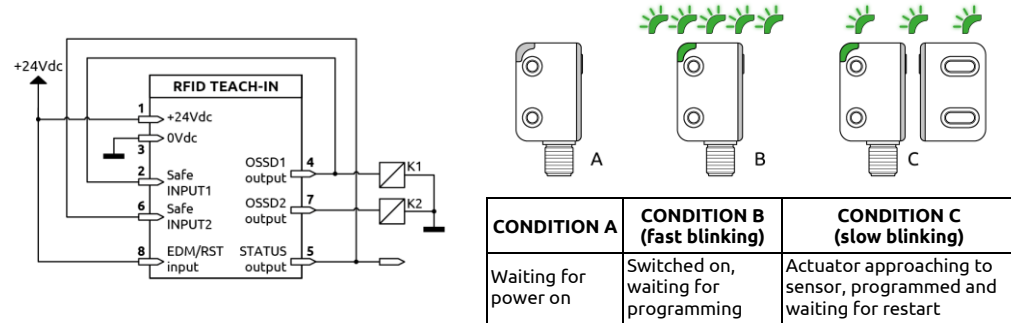 +24Vdc
RFID TEACH-IN
1
+24Vdc
0Vdc
3
2
Safe
INPUT1
6
Safe
INPUT2
8
EDM/RST
input
OSSD1
output
4
OSSD2
output
7
STATUS
output
5
K1
K2
A
B
C
CONDITION A
CONDITION B
(fast blinking)
CONDITION C
(slow blinking)
Waiting for
power on
Switched on,
waiting for
programming
Actuator approaching to
sensor, programmed and
waiting for restart